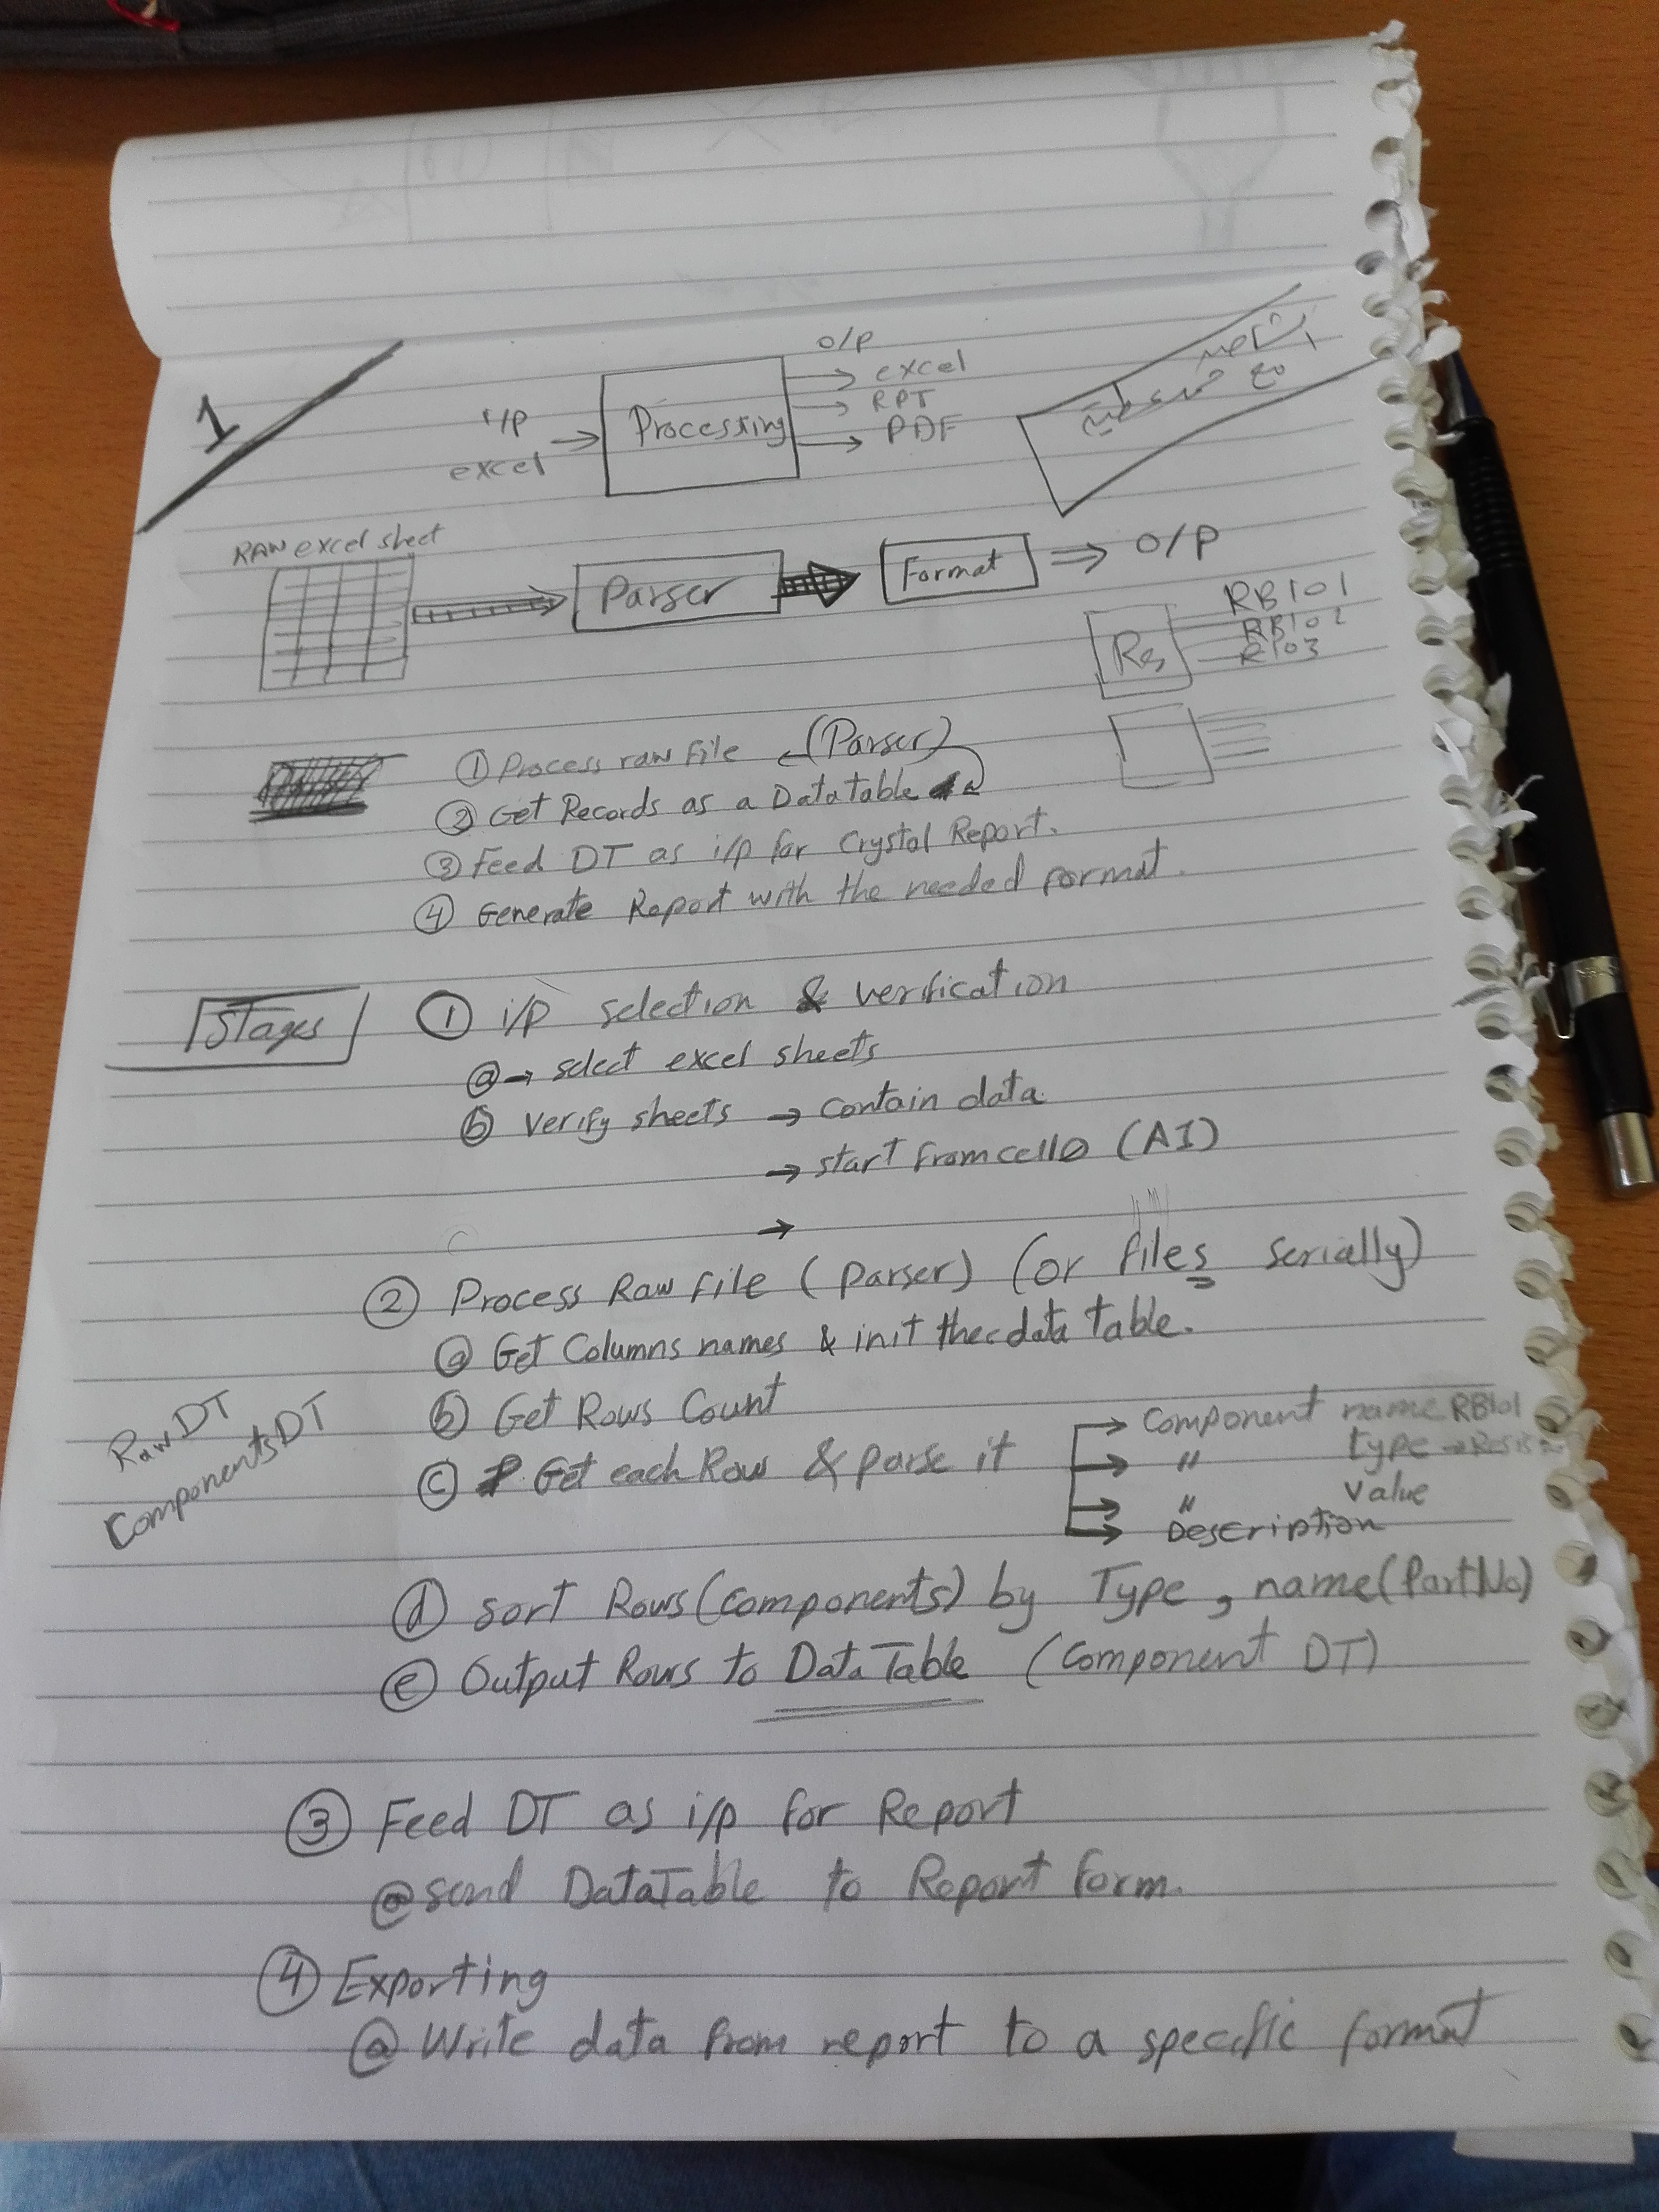 1
i/p
excel
Processing
o/p
excel
RPT
PDF
مع محمد عطية
RAW excel sheet
Parser
Format
O/P
Res
RB101
RB102
R103
① Process raw file (Parser)
② Get Records as a Datatable
③ Feed DT as i/p for Crystal Report.
④ Generate Report with the needed format.
Stages
① i/p selection & verification
ⓐ → select excel sheets
ⓑ Verify sheets → Contain data
→ start from cell (A1)
→
② Process Raw file (parser) (or files serially)
ⓐ Get Columns names & init the data table.
ⓑ Get Rows Count
ⓒ Get each Row & parse it
→ Component name RB101
→ " type → Resis
→ " Value
→ Description
RawDT
ComponentsDT
ⓓ sort Rows (components) by Type, name (PartNo)
ⓔ Output Rows to DataTable (Component DT)
③ Feed DT as i/p for Report
ⓐ send DataTable to Report form.
④ Exporting
ⓐ Write data from report to a specific format